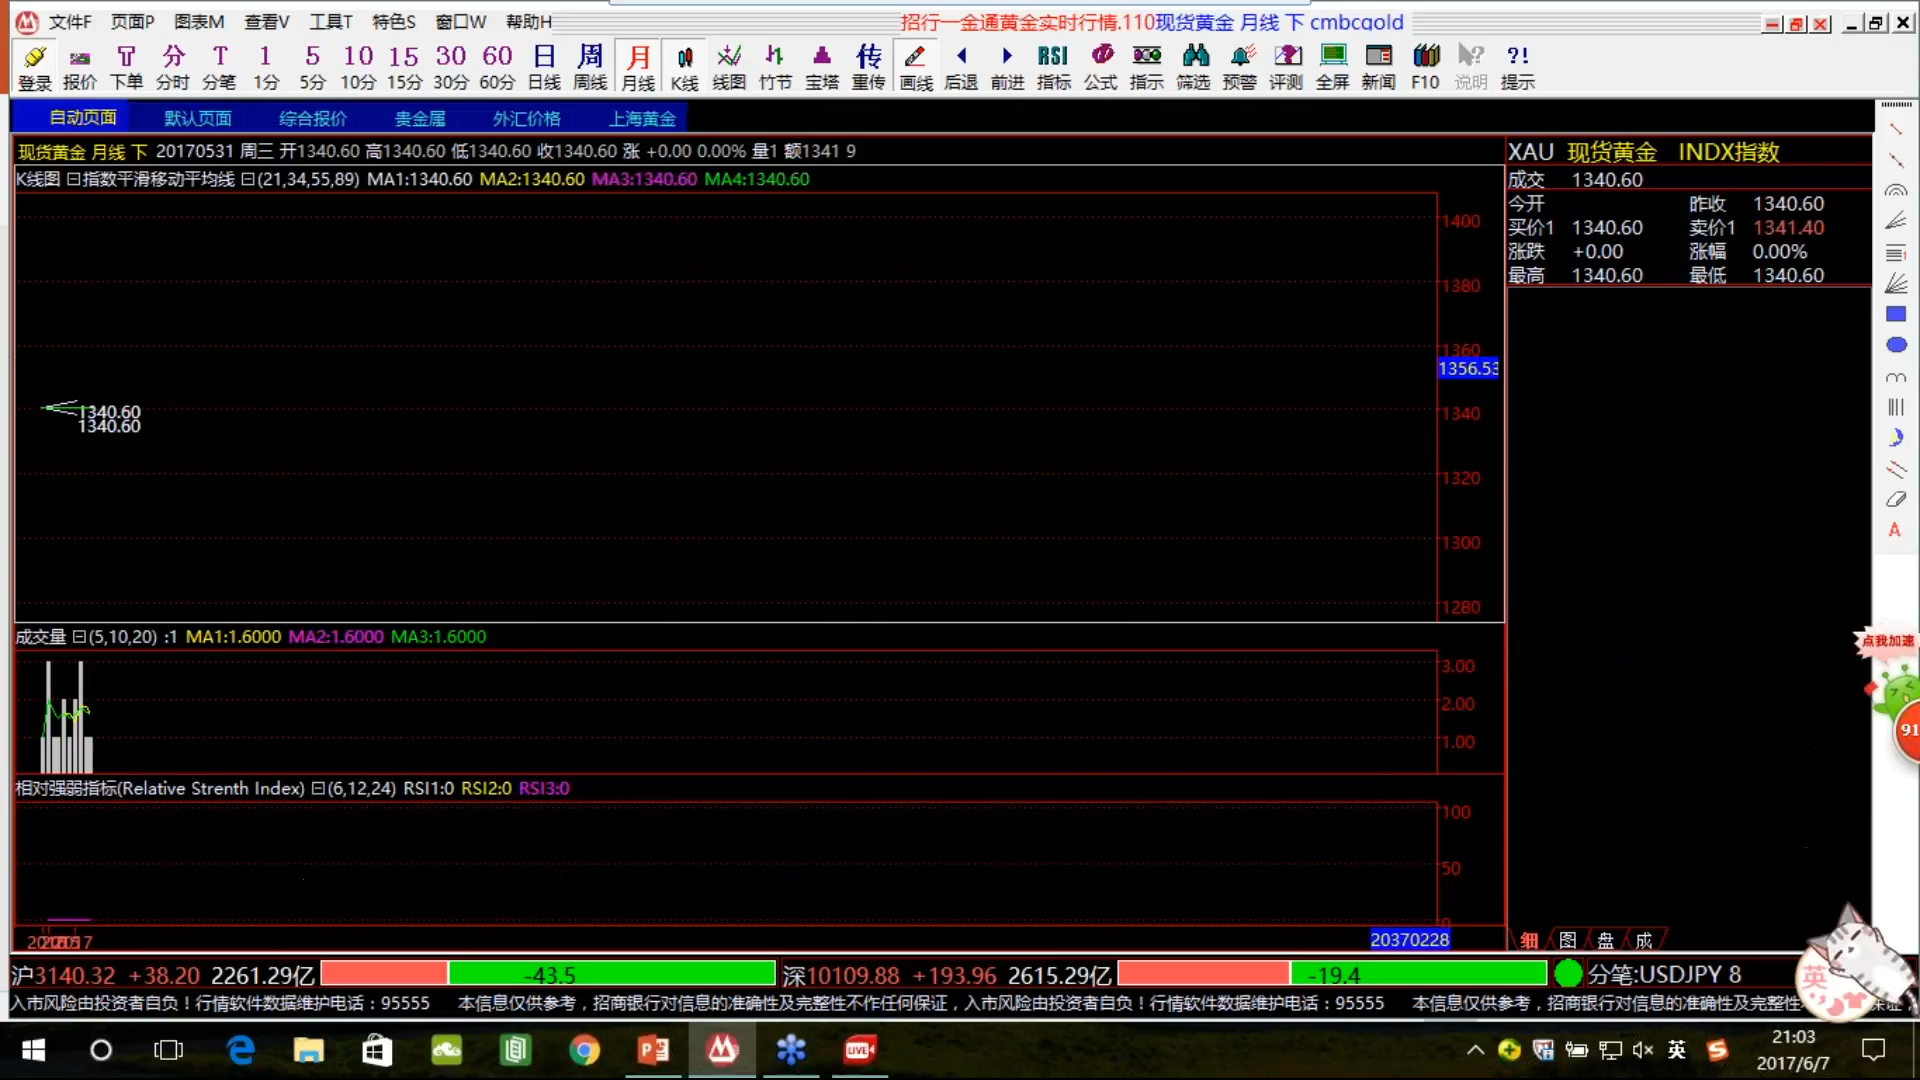 文件F 页面P 图表M 查看V 工具T 特色S 窗口W 帮助H 招行一金通黄金实时行情.110现货黄金 月线 下 cmbcgold
T 分 T 1 5 10 15 30 60 日 周 月 传 RSI ?!
登录 报价 下单 分时 分笔 1分 5分 10分 15分 30分 60分 日线 周线 月线 K线 线图 竹节 宝塔 重传 画线 后退 前进 指标 公式 指示 筛选 预警 评测 全屏 新闻 F10 说明 提示
自动页面 默认页面 综合报价 贵金属 外汇价格 上海黄金
现货黄金 月线 下 20170531 周三 开1340.60 高1340.60 低1340.60 收1340.60 涨 +0.00 0.00% 量1 额1341 9
XAU 现货黄金 INDX指数
K线图 曰指数平滑移动平均线 曰(21,34,55,89) MA1:1340.60 MA2:1340.60 MA3:1340.60 MA4:1340.60
成交 1340.60
今开 昨收 1340.60
买价1 1340.60 卖价1 1341.40
涨跌 +0.00 涨幅 0.00%
最高 1340.60 最低 1340.60
1400
1380
1360
1356.53
1340
1340.60
1340.60
1320
1300
1280
成交量 曰(5,10,20) :1 MA1:1.6000 MA2:1.6000 MA3:1.6000
3.00
2.00
1.00
点我加速
91
相对强弱指标(Relative Strenth Index) 曰(6,12,24) RSI1:0 RSI2:0 RSI3:0
100
50
0
20370228
细 图 盘 成
沪3140.32 +38.20 2261.29亿 -43.5 深10109.88 +193.96 2615.29亿 -19.4 分笔:USDJPY 8
英
入市风险由投资者自负！行情软件数据维护电话：95555 本信息仅供参考，招商银行对信息的准确性及完整性不作任何保证，入市风险由投资者自负！行情软件数据维护电话：95555 本信息仅供参考，招商银行对信息的准确性及完整性
LIVE 英 21:03
2017/6/7
A